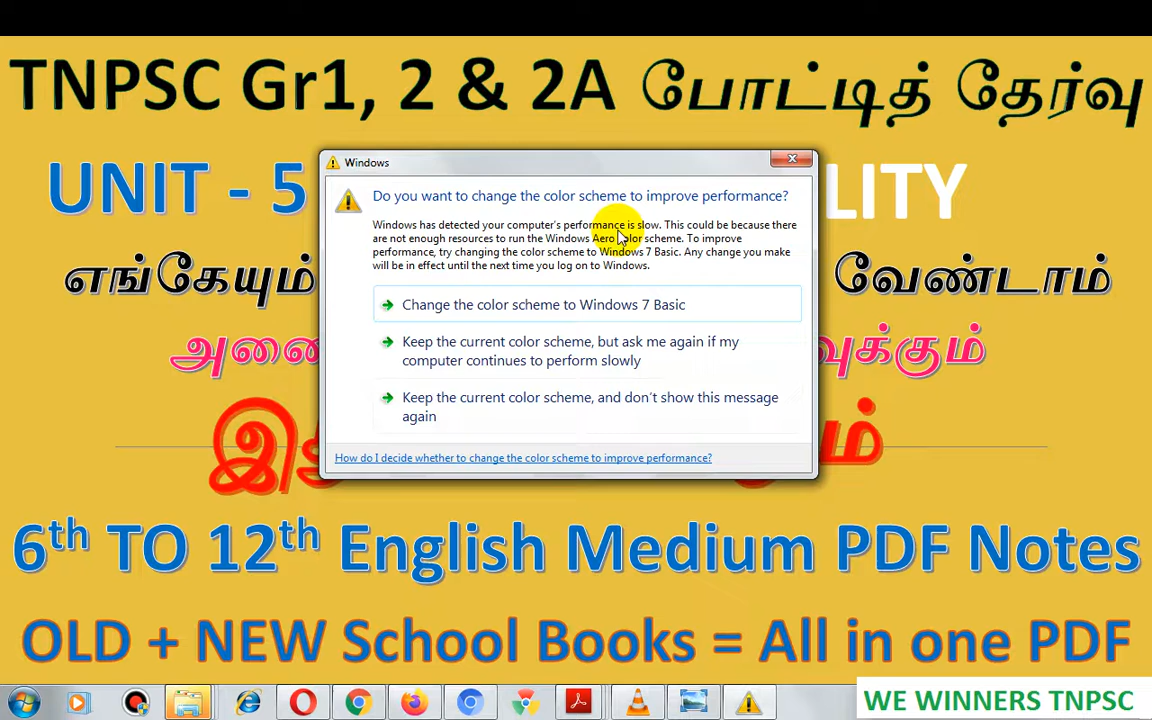 TNPSC Gr1, 2 & 2A போட்டித் தேர்வு
UNIT - 5
LITY
எங்கேயும்
வேண்டாம்
Windows
Do you want to change the color scheme to improve performance?
Windows has detected your computer's performance is slow. This could be because there
are not enough resources to run the Windows Aero color scheme. To improve
performance, try changing the color scheme to Windows 7 Basic. Any change you make
will be in effect until the next time you log on to Windows.
Change the color scheme to Windows 7 Basic
Keep the current color scheme, but ask me again if my
computer continues to perform slowly
Keep the current color scheme, and don't show this message
again
How do I decide whether to change the color scheme to improve performance?
6th TO 12th English Medium PDF Notes
OLD + NEW School Books = All in one PDF
WE WINNERS TNPSC